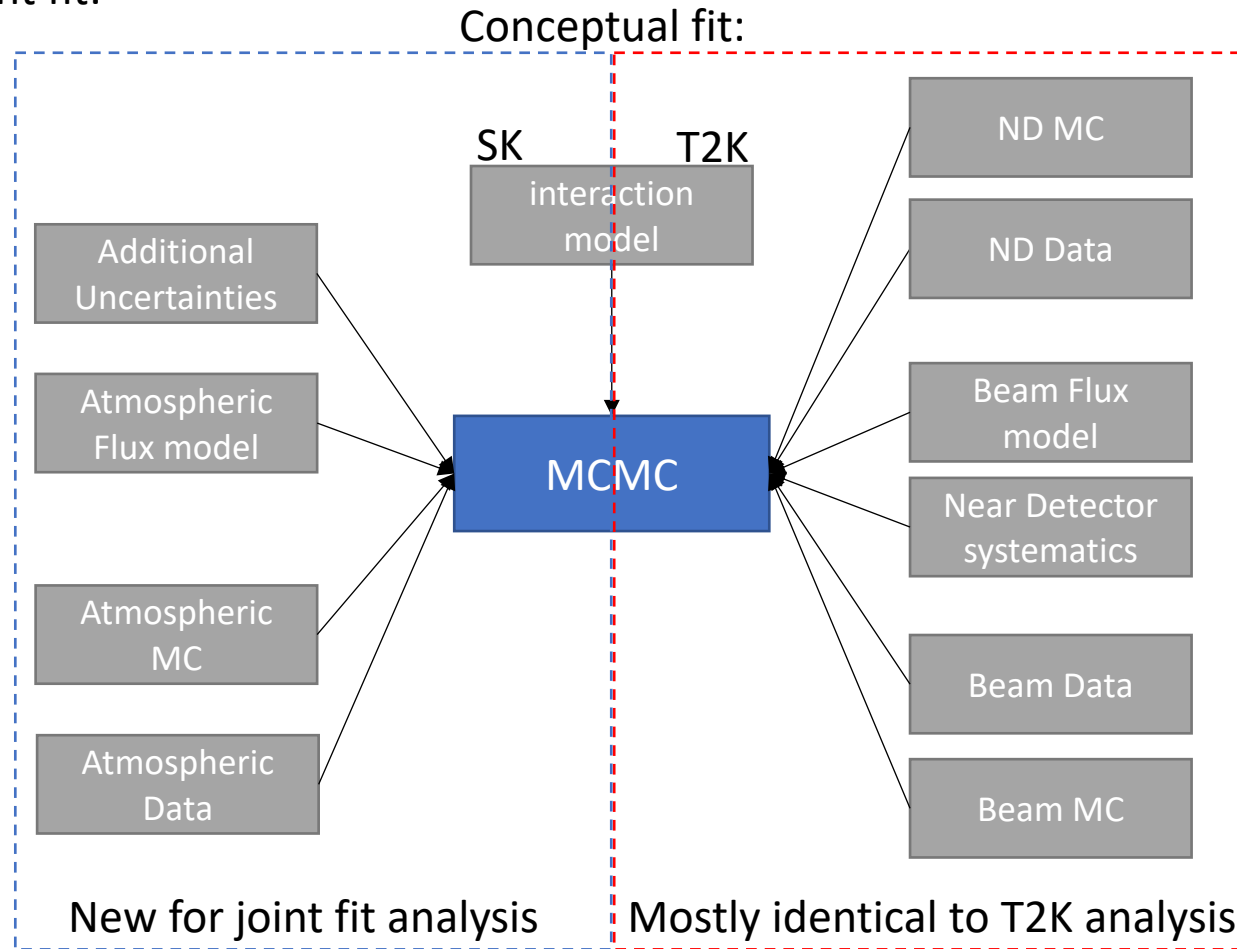 Conceptual fit:
SK
T2K
interaction
model
Additional
Uncertainties
Atmospheric
Flux model
Atmospheric
MC
Atmospheric
Data
MCMC
ND MC
ND Data
Beam Flux
model
Near Detector
systematics
Beam Data
Beam MC
New for joint fit analysis
Mostly identical to T2K analysis